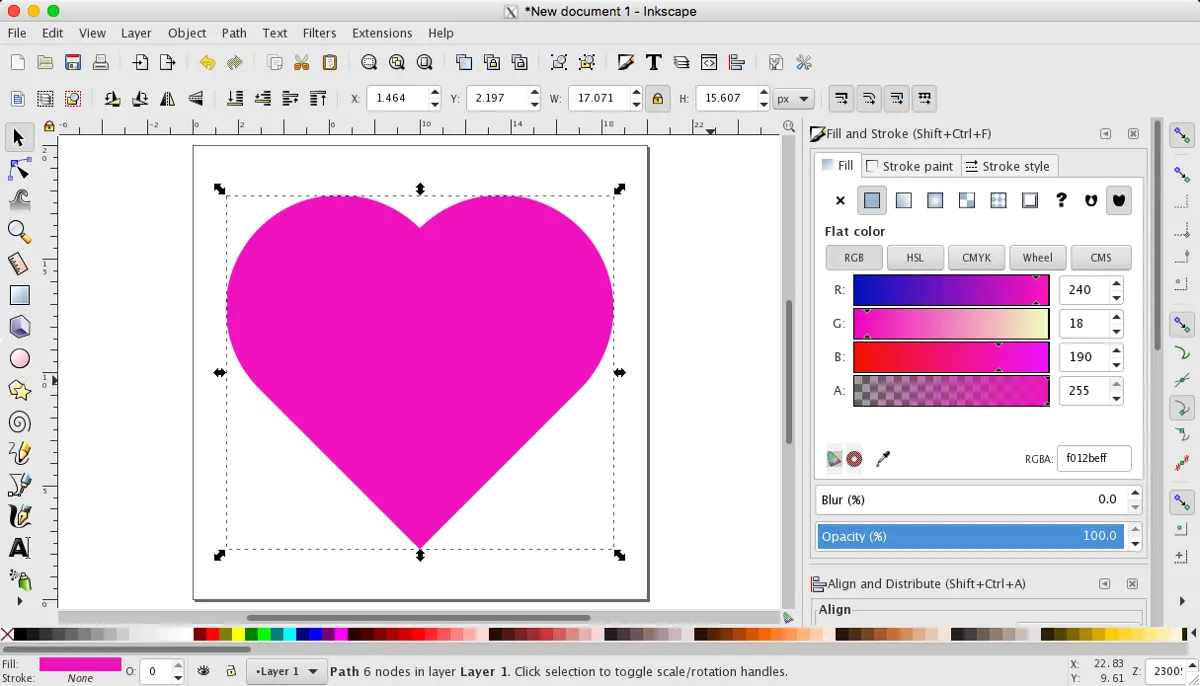 *New document 1 - Inkscape
File Edit View Layer Object Path Text Filters Extensions Help
X: 1.464 Y: 2.197 W: 17.071 H: 15.607 px
Fill and Stroke (Shift+Ctrl+F)
Fill Stroke paint Stroke style
Flat color
RGB HSL CMYK Wheel CMS
R: 240
G: 18
B: 190
A: 255
RGBA: f012beff
Blur (%) 0.0
Opacity (%) 100.0
Align and Distribute (Shift+Ctrl+A)
Align
Fill: O: 0 •Layer 1 Path 6 nodes in layer Layer 1. Click selection to toggle scale/rotation handles. X: 22.83 Z: 2300
Stroke: None Y: 9.61